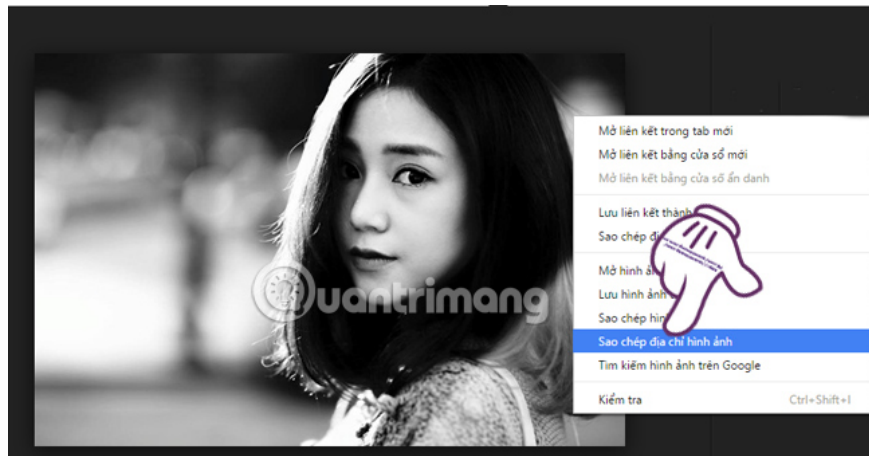 Quantrimang
Mở liên kết trong tab mới
Mở liên kết bằng cửa sổ mới
Mở liên kết bằng cửa sổ ẩn danh
Lưu liên kết thành
Sao chép
Mở hình
Lưu hình ảnh
Sao chép
Sao chép địa chỉ hình ảnh
Tìm kiếm hình ảnh trên Google
Kiểm tra Ctrl+Shift+I